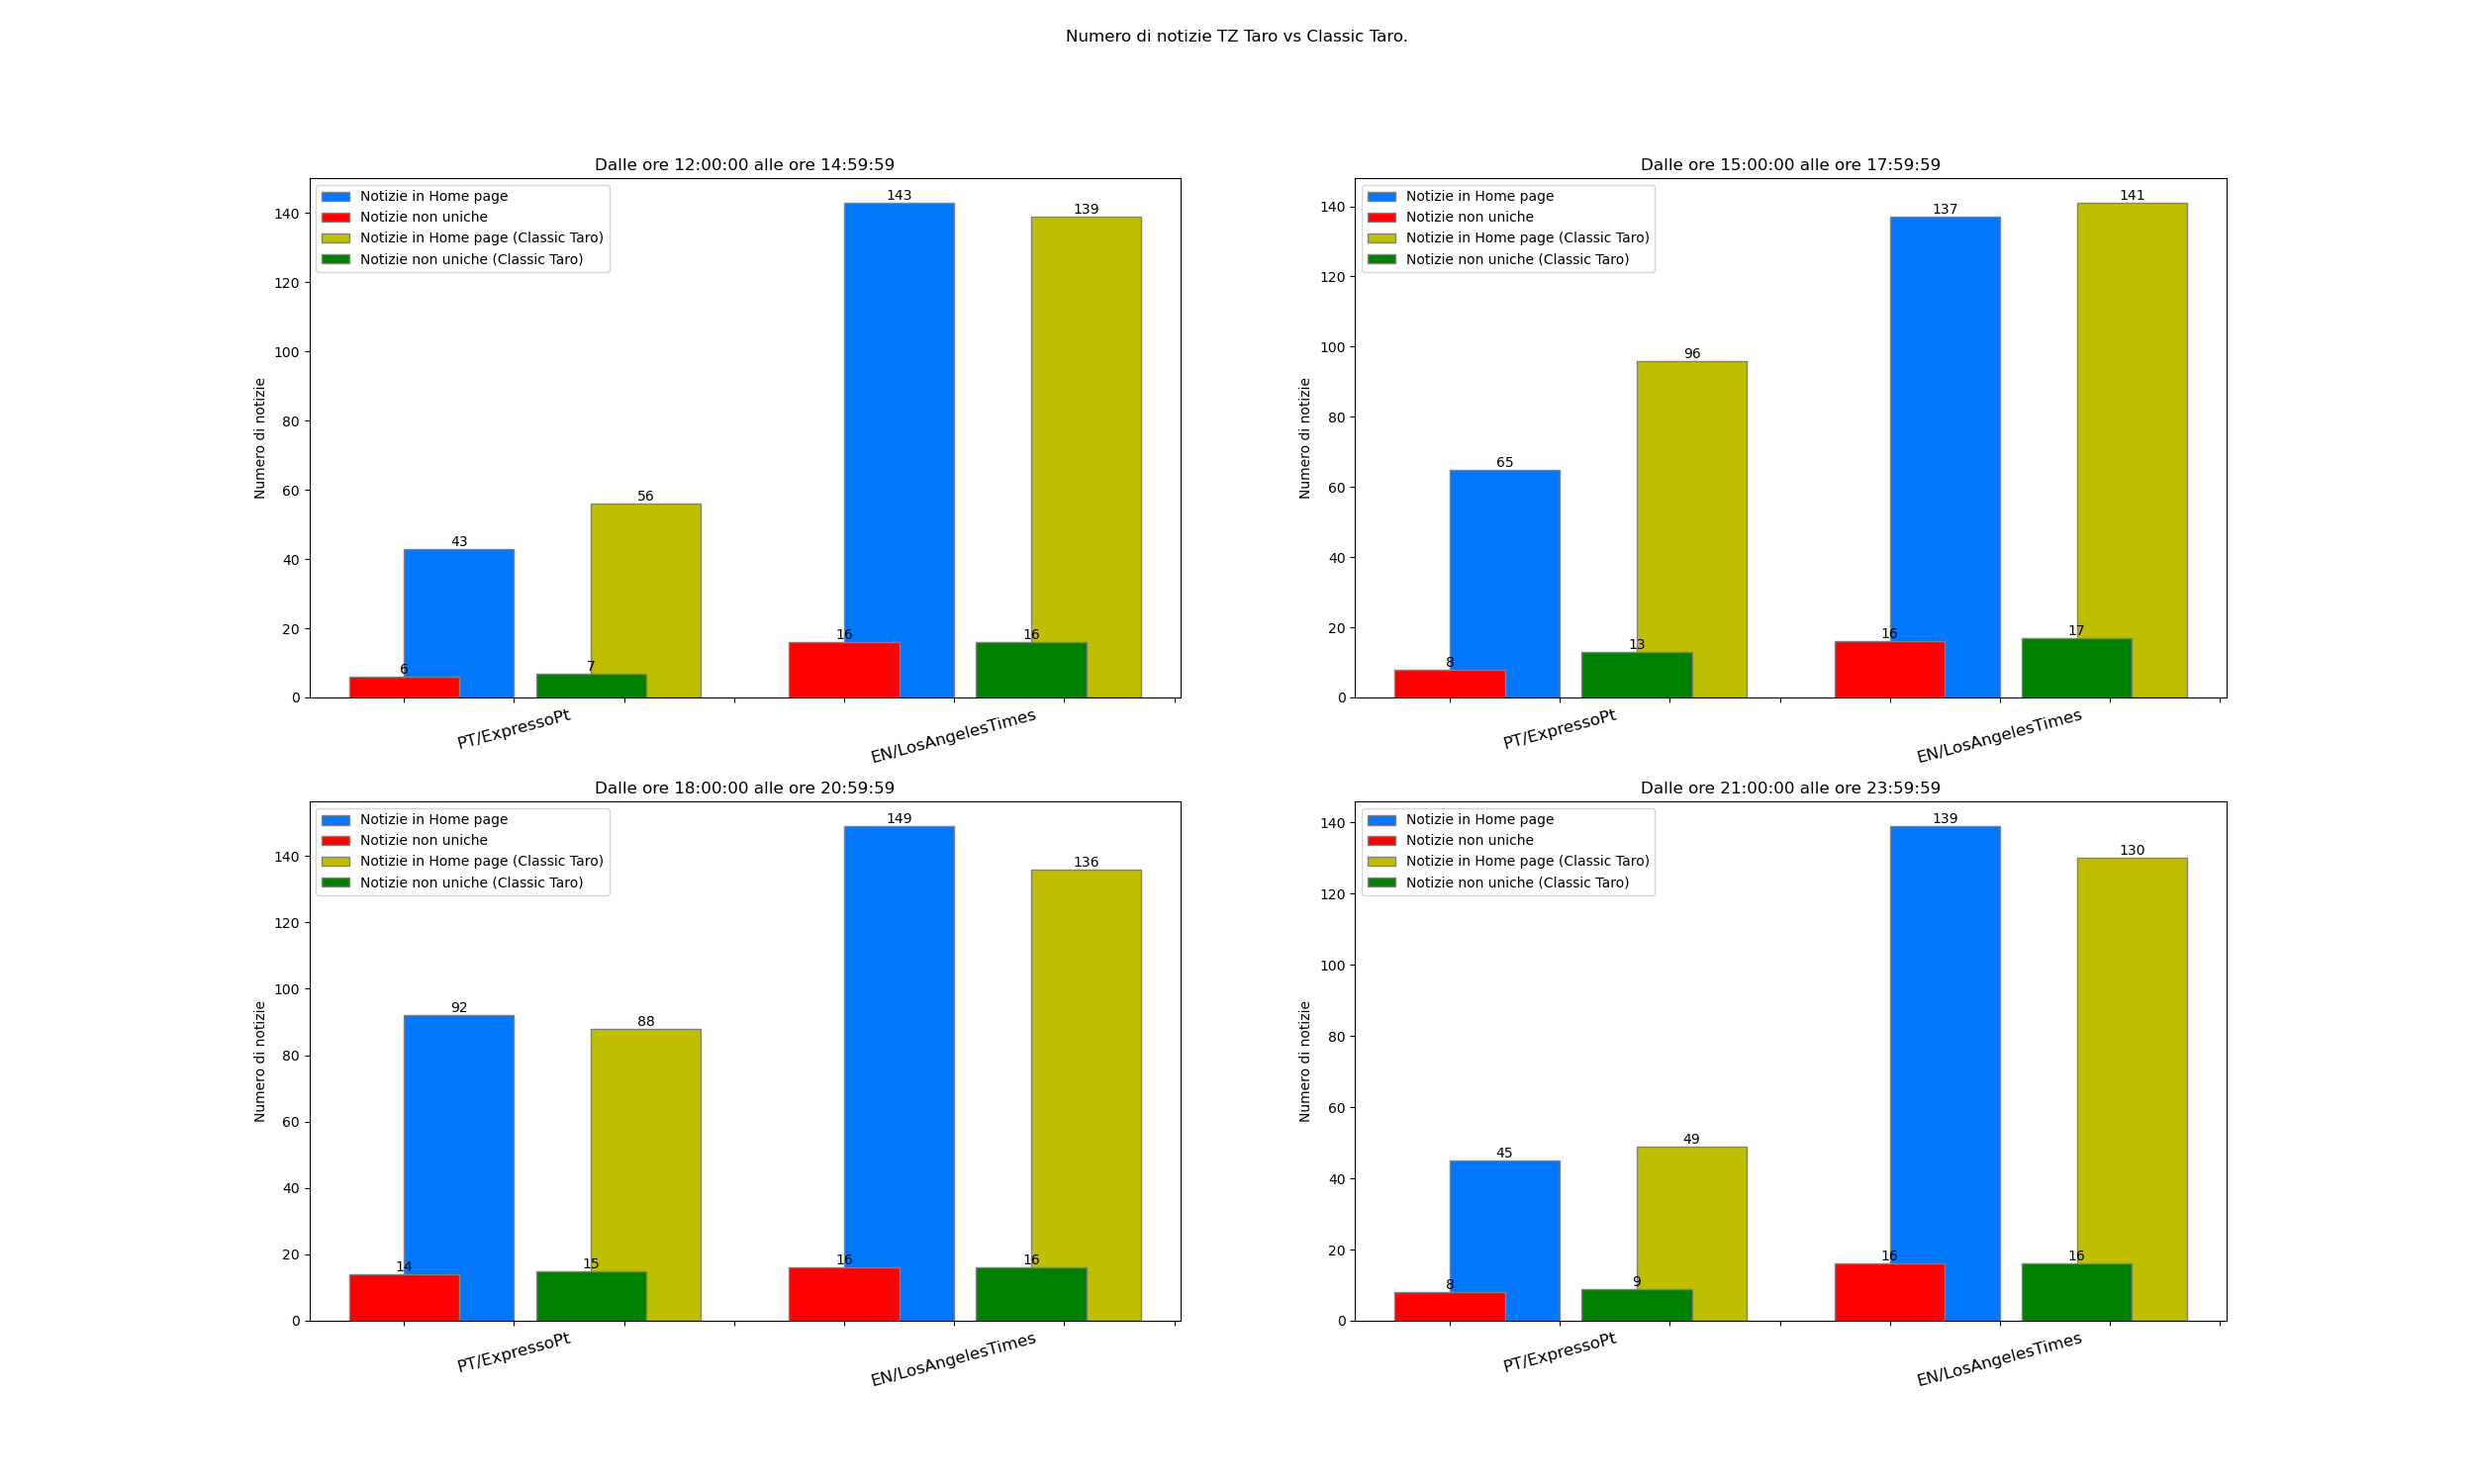 Numero di notizie TZ Taro vs Classic Taro.
Dalle ore 12:00:00 alle ore 14:59:59
Notizie in Home page
Notizie non uniche
Notizie in Home page (Classic Taro)
Notizie non uniche (Classic Taro)
Numero di notizie
140
120
100
80
60
40
20
0
43
6
56
7
143
16
139
16
PT/ExpressoPt
EN/LosAngelesTimes
Dalle ore 15:00:00 alle ore 17:59:59
Notizie in Home page
Notizie non uniche
Notizie in Home page (Classic Taro)
Notizie non uniche (Classic Taro)
Numero di notizie
140
120
100
80
60
40
20
0
65
8
96
13
137
16
141
17
PT/ExpressoPt
EN/LosAngelesTimes
Dalle ore 18:00:00 alle ore 20:59:59
Notizie in Home page
Notizie non uniche
Notizie in Home page (Classic Taro)
Notizie non uniche (Classic Taro)
Numero di notizie
140
120
100
80
60
40
20
0
92
14
88
15
149
16
136
16
PT/ExpressoPt
EN/LosAngelesTimes
Dalle ore 21:00:00 alle ore 23:59:59
Notizie in Home page
Notizie non uniche
Notizie in Home page (Classic Taro)
Notizie non uniche (Classic Taro)
Numero di notizie
140
120
100
80
60
40
20
0
45
8
49
9
139
16
130
16
PT/ExpressoPt
EN/LosAngelesTimes